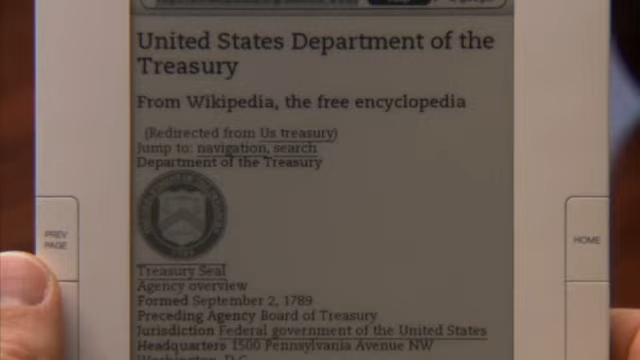 United States Department of the
Treasury
From Wikipedia, the free encyclopedia
(Redirected from Us treasury)
Jump to: navigation, search
Department of the Treasury
PREV
PAGE
HOME
Treasury Seal
Agency overview
Formed September 2, 1789
Preceding Agency Board of Treasury
Jurisdiction Federal government of the United States
Headquarters 1500 Pennsylvania Avenue NW
Washington, D.C.